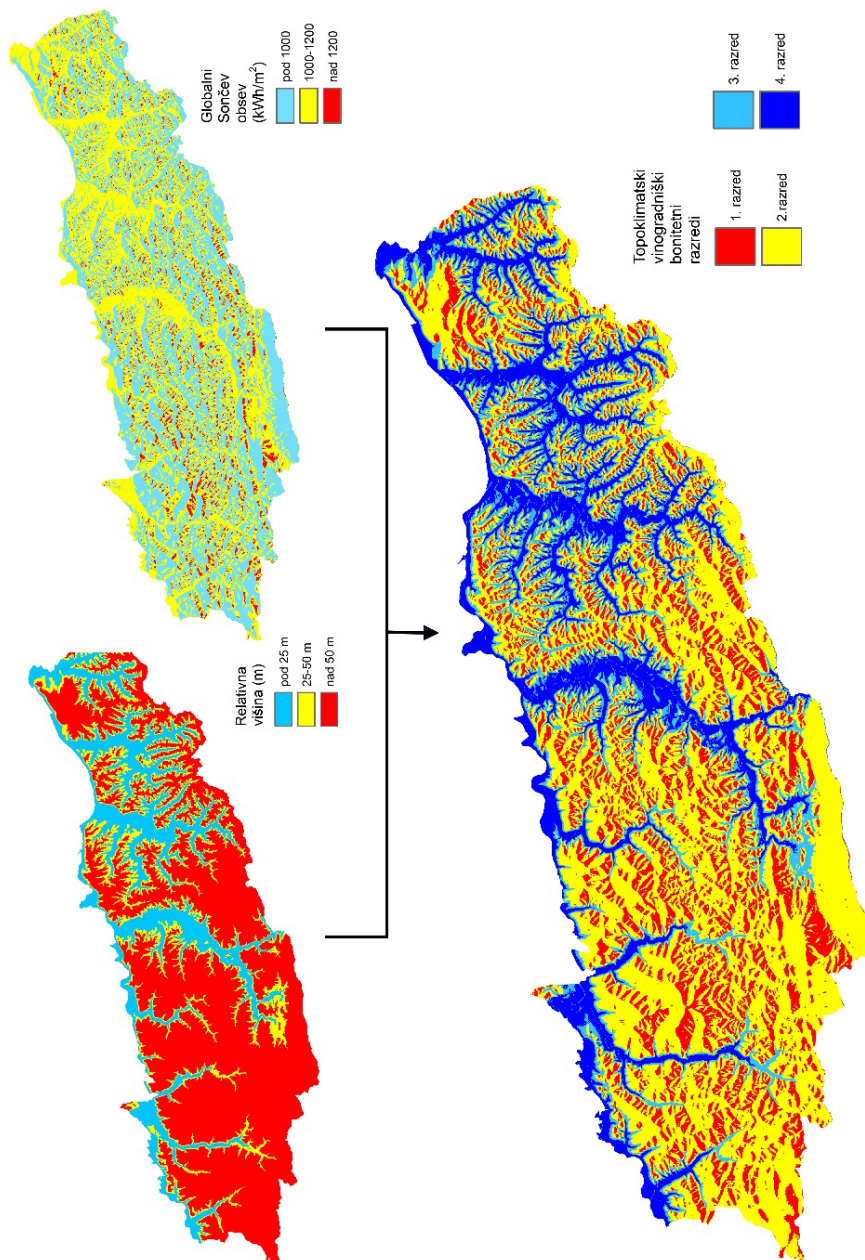 Globalni
Sončev
obsev
(kWh/m²)
pod 1000
1000-1200
nad 1200
Relativna
višina (m)
pod 25 m
25-50 m
nad 50 m
Topoklimatski
vinogradniški
bonitetni
razredi
1. razred
2.razred
3. razred
4. razred